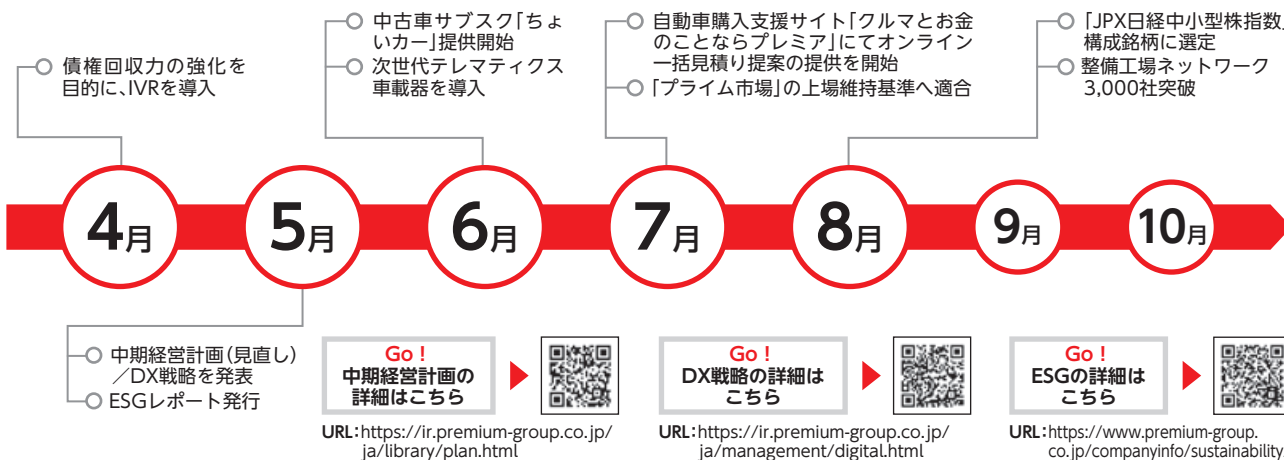 債権回収力の強化を
目的に、IVRを導入
中古車サブスク「ちょ
いカー」提供開始
次世代テレマティクス
車載器を導入
自動車購入支援サイト「クルマとお金
のことならプレミア」にてオンライン
一括見積り提案の提供を開始
「プライム市場」の上場維持基準へ適合
「JPX日経中小型株指数」
構成銘柄に選定
整備工場ネットワーク
3,000社突破
4月
5月
6月
7月
8月
9月
10月
中期経営計画(見直し)
/DX戦略を発表
ESGレポート発行
Go!
中期経営計画の
詳細はこちら
URL:https://ir.premium-group.co.jp/
ja/library/plan.html
Go!
DX戦略の詳細は
こちら
URL:https://ir.premium-group.co.jp/
ja/management/digital.html
Go!
ESGの詳細は
こちら
URL:https://www.premium-group.
co.jp/companyinfo/sustainability